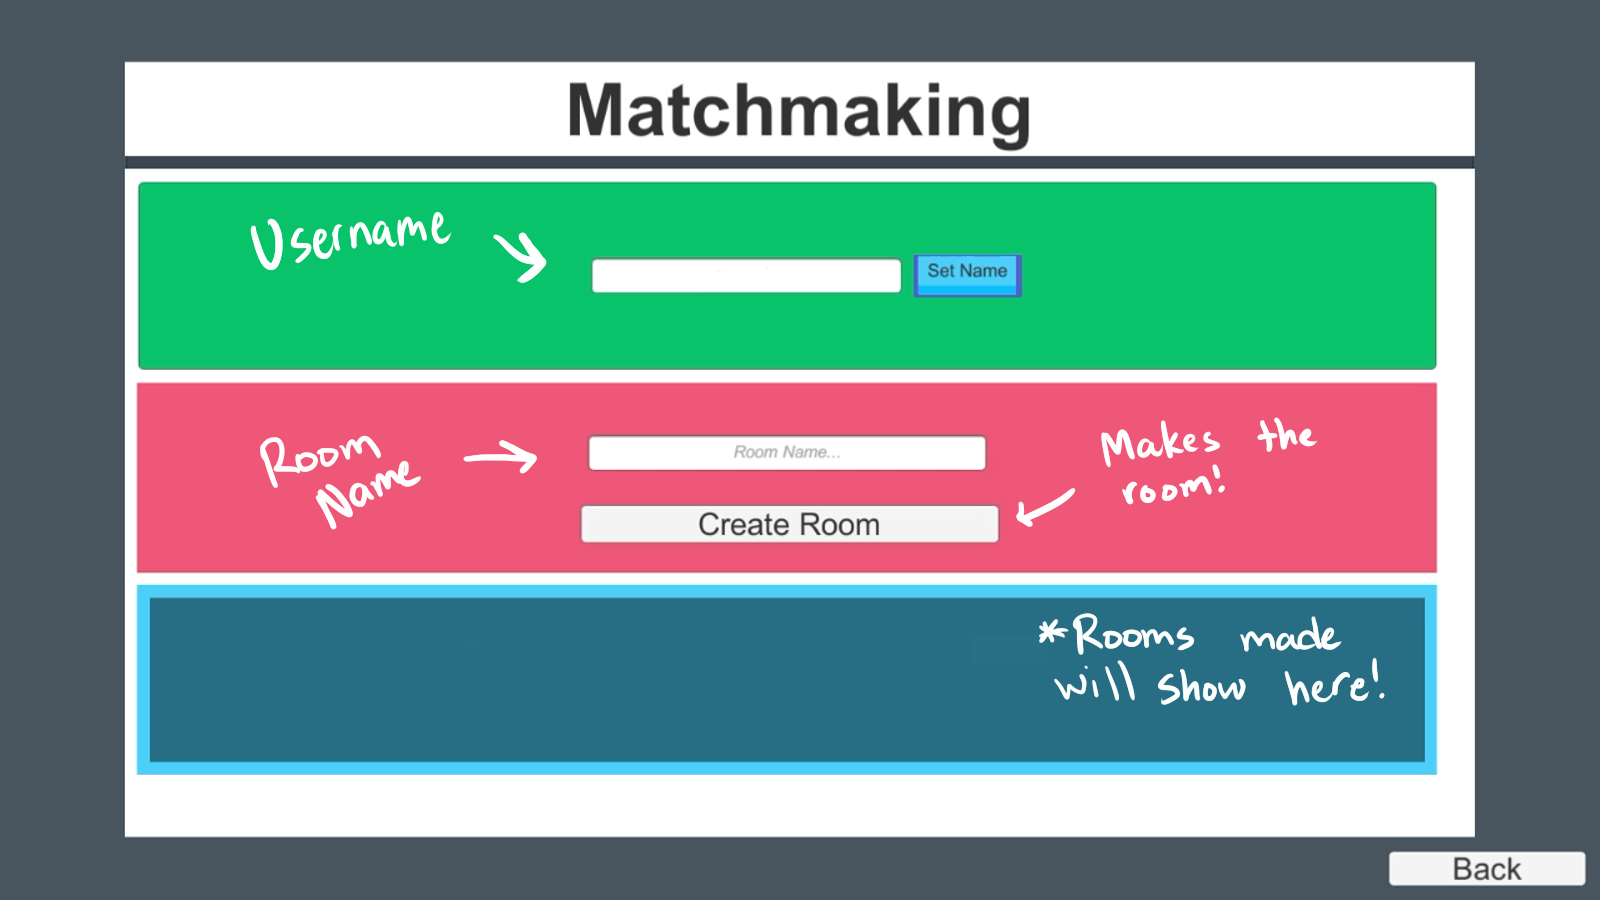 Matchmaking
Username
Set Name
Room
Name
Room Name...
Create Room
Makes the
room!
*Rooms made
will show here!
Back